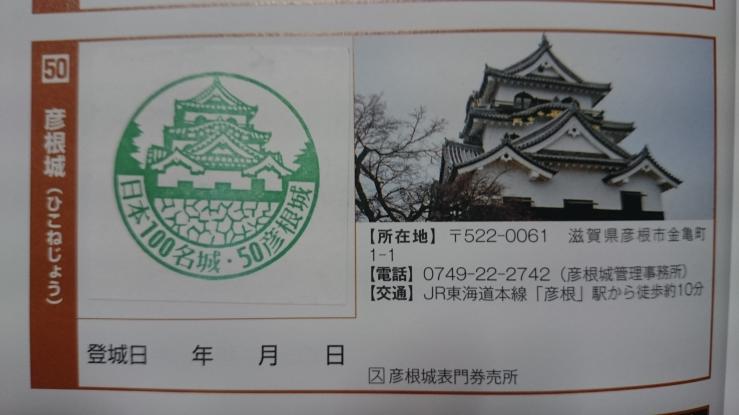 50
彦根城(ひこねじょう)
日本100名城・50彦根城
【所在地】〒522-0061 滋賀県彦根市金亀町
1-1
【電話】0749-22-2742(彦根城管理事務所)
【交通】JR東海道本線「彦根」駅から徒歩約10分
登城日 年 月 日
ス彦根城表門券売所